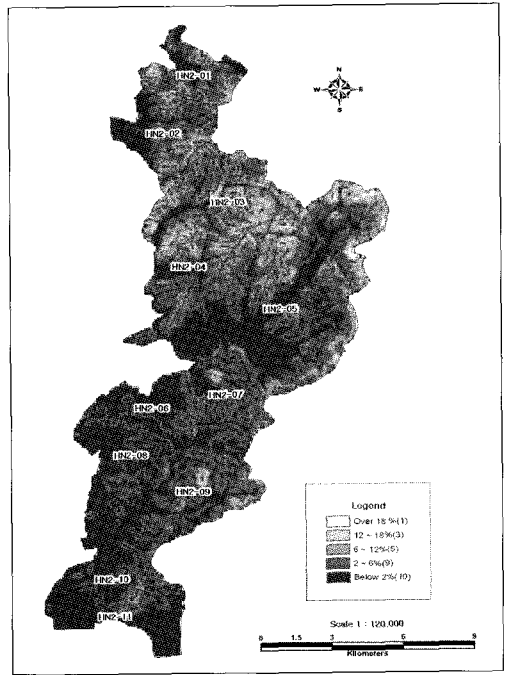 HN2-01
N
W E
S
HN2-02
HN2-03
HN2-04
HN2-05
HN2-07
HN2-06
HN2-08
HN2-09
Legend
Over 18 %(1)
12 ~ 18%(3)
6 ~ 12%(5)
2 ~ 6%(9)
Below 2%(10)
HN2-10
HN2-11
Scale 1 : 120,000
0 1.5 3 6 9
Kilometers